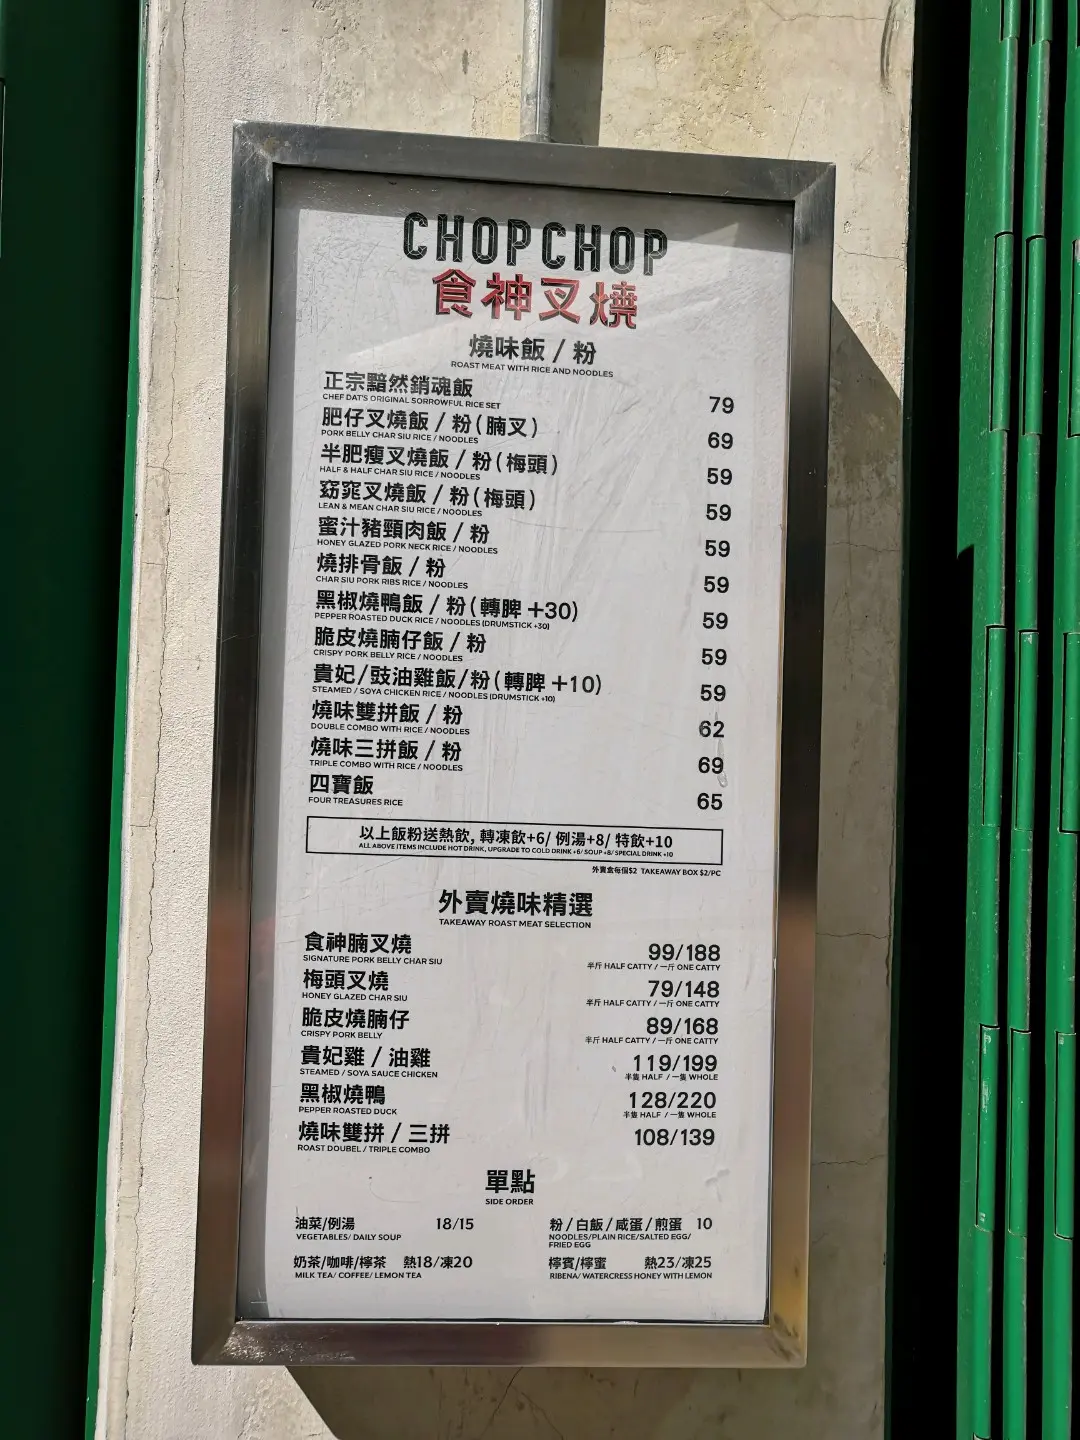 CHOPCHOP
食神叉燒
燒味飯 / 粉
ROAST MEAT WITH RICE AND NOODLES
正宗黯然銷魂飯 79
CHEF DAT'S ORIGINAL SORROWFUL RICE SET
肥仔叉燒飯 / 粉(腩叉) 69
PORK BELLY CHAR SIU RICE / NOODLES
半肥瘦叉燒飯 / 粉(梅頭) 59
HALF & HALF CHAR SIU RICE / NOODLES
窈窕叉燒飯 / 粉(梅頭) 59
LEAN & MEAN CHAR SIU RICE / NOODLES
蜜汁豬頸肉飯 / 粉 59
HONEY GLAZED PORK NECK RICE / NOODLES
燒排骨飯 / 粉 59
CHAR SIU PORK RIBS RICE / NOODLES
黑椒燒鴨飯 / 粉(轉脾 +30) 59
PEPPER ROASTED DUCK RICE / NOODLES (DRUMSTICK +30)
脆皮燒腩仔飯 / 粉 59
CRISPY PORK BELLY RICE / NOODLES
貴妃/豉油雞飯/粉(轉脾 +10) 59
STEAMED / SOYA CHICKEN RICE / NOODLES (DRUMSTICK +10)
燒味雙拼飯 / 粉 62
DOUBLE COMBO WITH RICE / NOODLES
燒味三拼飯 / 粉 69
TRIPLE COMBO WITH RICE / NOODLES
四寶飯 65
FOUR TREASURES RICE
以上飯粉送熱飲, 轉凍飲+6/ 例湯+8/ 特飲+10
ALL ABOVE ITEMS INCLUDE HOT DRINK, UPGRADE TO COLD DRINK +6/ SOUP +8/ SPECIAL DRINK +10
外賣盒每個$2 TAKEAWAY BOX $2/PC
外賣燒味精選
TAKEAWAY ROAST MEAT SELECTION
食神腩叉燒 99/188
SIGNATURE PORK BELLY CHAR SIU 半斤 HALF CATTY / 一斤 ONE CATTY
梅頭叉燒 79/148
HONEY GLAZED CHAR SIU 半斤 HALF CATTY / 一斤 ONE CATTY
脆皮燒腩仔 89/168
CRISPY PORK BELLY 半斤 HALF CATTY / 一斤 ONE CATTY
貴妃雞 / 油雞 119/199
STEAMED / SOYA SAUCE CHICKEN 半隻 HALF / 一隻 WHOLE
黑椒燒鴨 128/220
PEPPER ROASTED DUCK 半隻 HALF / 一隻 WHOLE
燒味雙拼 / 三拼 108/139
ROAST DOUBEL / TRIPLE COMBO
單點
SIDE ORDER
油菜/例湯 18/15
VEGETABLES/ DAILY SOUP
粉 / 白飯 / 咸蛋 / 煎蛋 10
NOODLES/PLAIN RICE/SALTED EGG/
FRIED EGG
奶茶/咖啡/檸茶 熱18/凍20
MILK TEA/ COFFEE/ LEMON TEA
檸賓/檸蜜 熱23/凍25
RIBENA/ WATERCRESS HONEY WITH LEMON